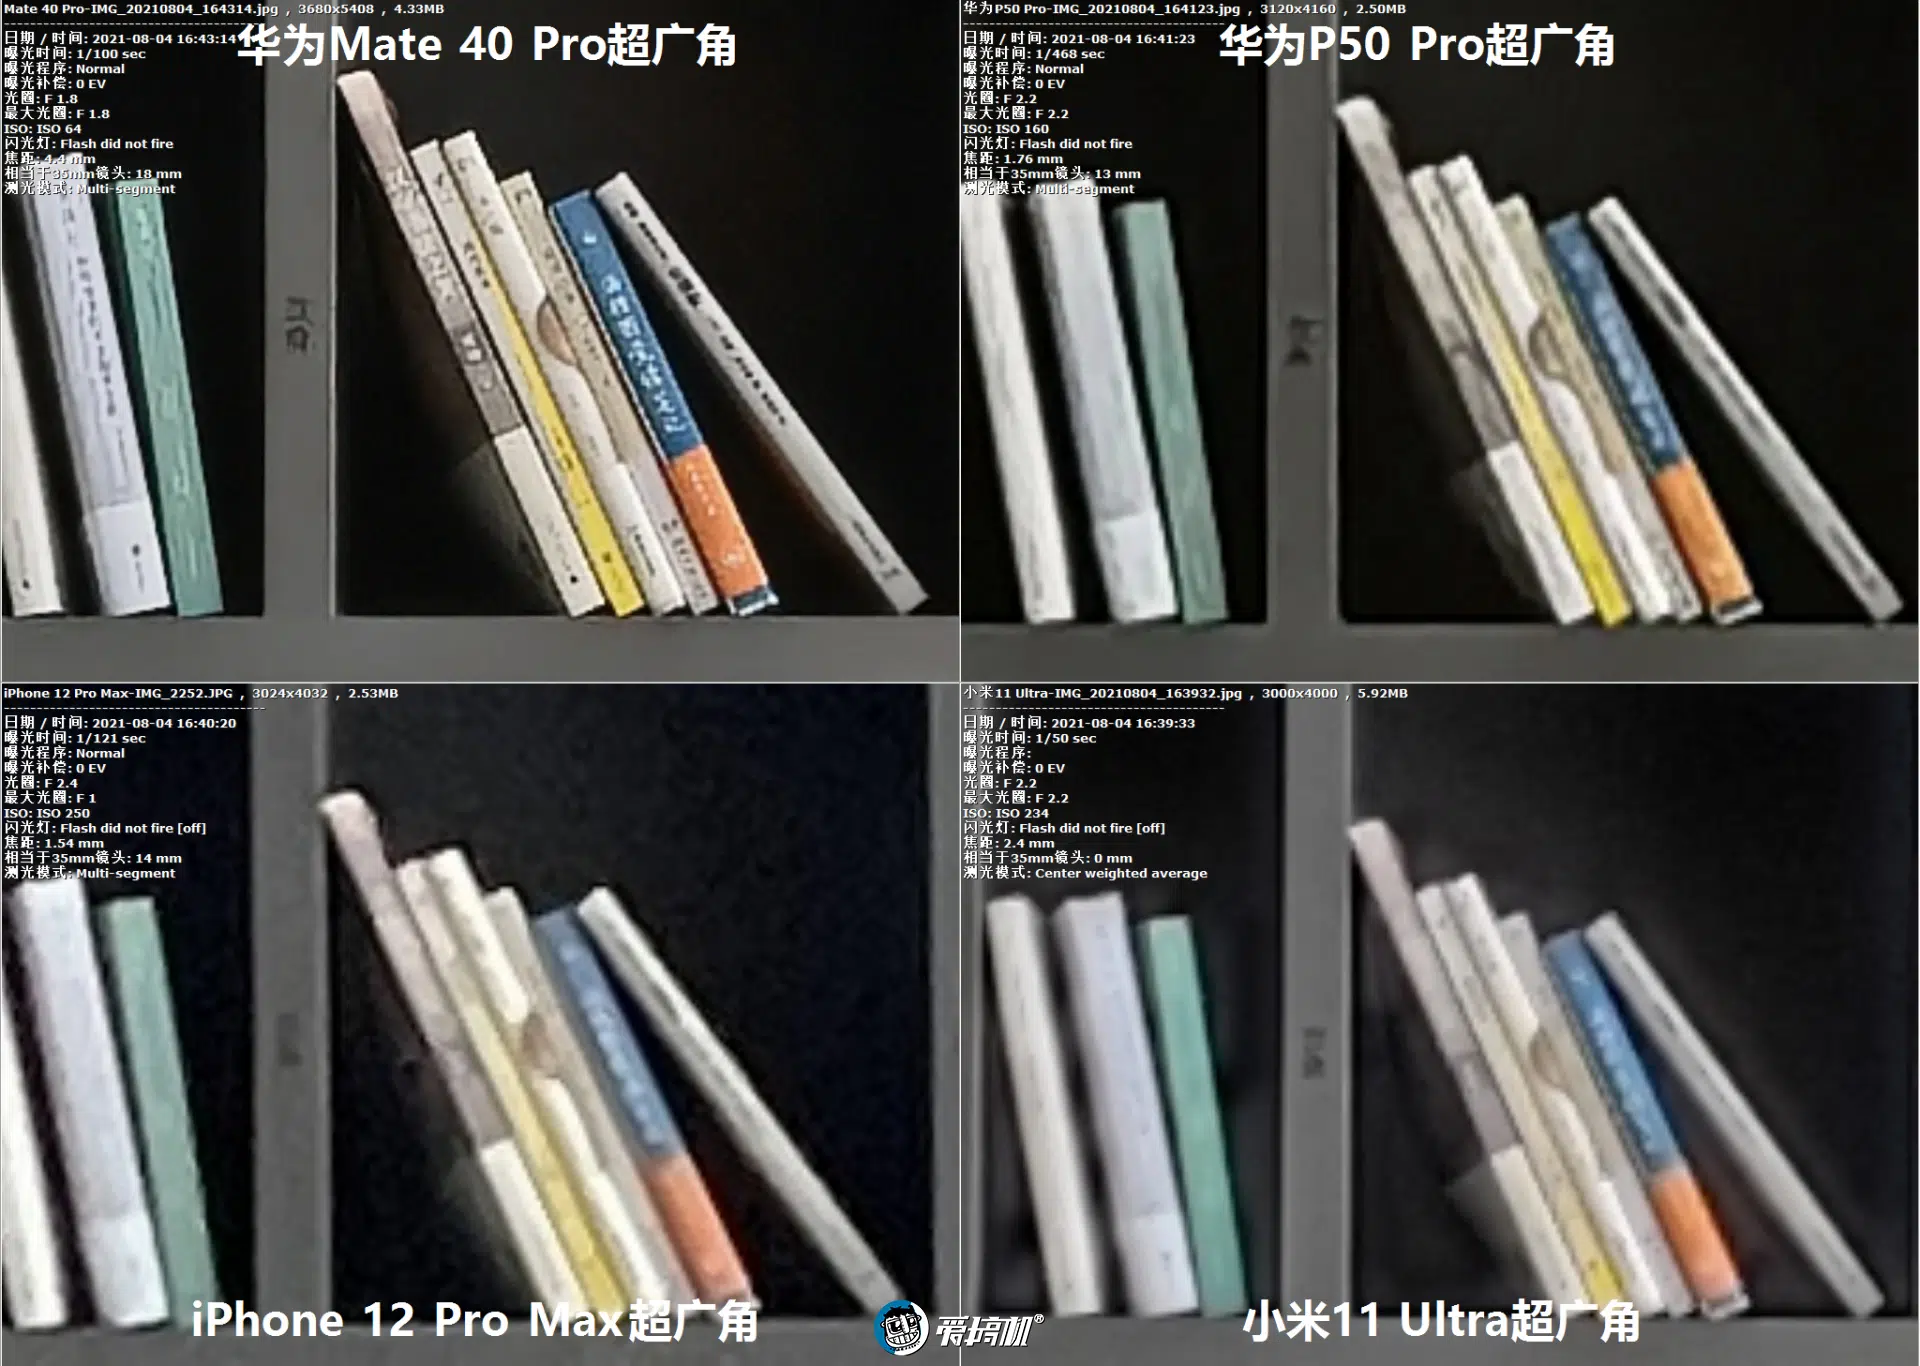 Mate 40 Pro-IMG_20210804_164314.jpg , 3680x5408 , 4.33MB
华为Mate 40 Pro超广角
日期 / 时间: 2021-08-04 16:43:14
曝光时间: 1/100 sec
曝光程序: Normal
曝光补偿: 0 EV
光圈: F 1.8
最大光圈: F 1.8
ISO: ISO 64
闪光灯: Flash did not fire
焦距: 4.4 mm
相当于35mm镜头: 18 mm
测光模式: Multi-segment
华为P50 Pro-IMG_20210804_164123.jpg , 3120x4160 , 2.50MB
华为P50 Pro超广角
日期 / 时间: 2021-08-04 16:41:23
曝光时间: 1/468 sec
曝光程序: Normal
曝光补偿: 0 EV
光圈: F 2.2
最大光圈: F 2.2
ISO: ISO 160
闪光灯: Flash did not fire
焦距: 1.76 mm
相当于35mm镜头: 13 mm
测光模式: Multi-segment
iPhone 12 Pro Max-IMG_2252.JPG , 3024x4032 , 2.53MB
日期 / 时间: 2021-08-04 16:40:20
曝光时间: 1/121 sec
曝光程序: Normal
曝光补偿: 0 EV
光圈: F 2.4
最大光圈: F 1
ISO: ISO 250
闪光灯: Flash did not fire [off]
焦距: 1.54 mm
相当于35mm镜头: 14 mm
测光模式: Multi-segment
iPhone 12 Pro Max超广角
小米11 Ultra-IMG_20210804_163932.jpg , 3000x4000 , 5.92MB
日期 / 时间: 2021-08-04 16:39:33
曝光时间: 1/50 sec
曝光程序:
曝光补偿: 0 EV
光圈: F 2.2
最大光圈: F 2.2
ISO: ISO 234
闪光灯: Flash did not fire [off]
焦距: 2.4 mm
相当于35mm镜头: 0 mm
测光模式: Center weighted average
小米11 Ultra超广角
爱搞机®